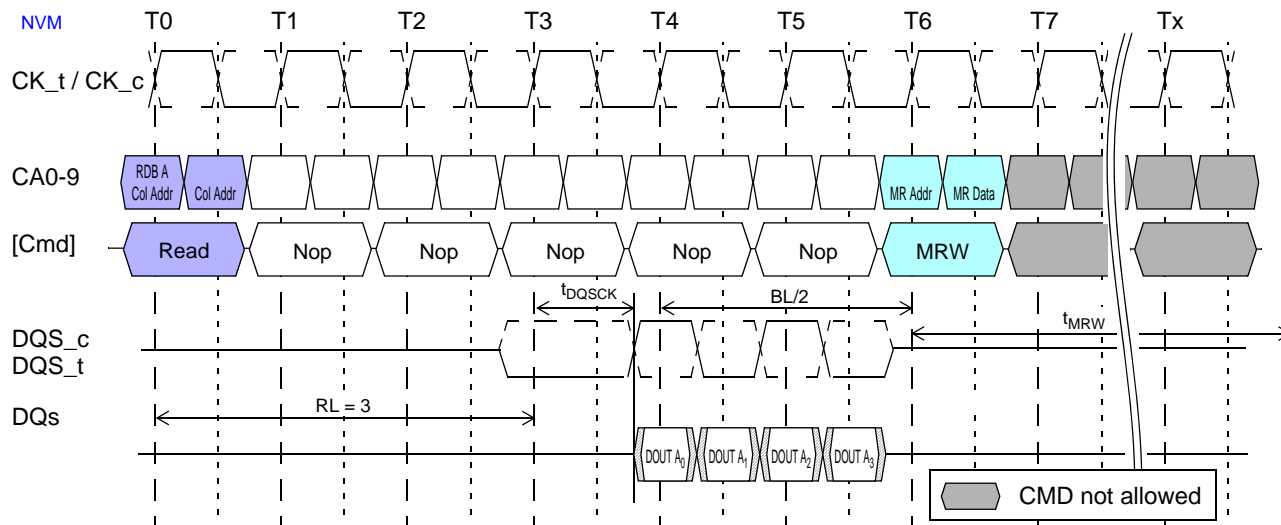 NVM T0 T1 T2 T3 T4 T5 T6 T7 Tx
CK_t / CK_c
CA0-9 RDB A Col Addr Col Addr MR Addr MR Data
[Cmd] Read Nop Nop Nop Nop Nop MRW
tDQSCK BL/2 tMRW
DQS_c
DQS_t
DQs RL = 3
DOUT A0 DOUT A1 DOUT A2 DOUT A3
CMD not allowed